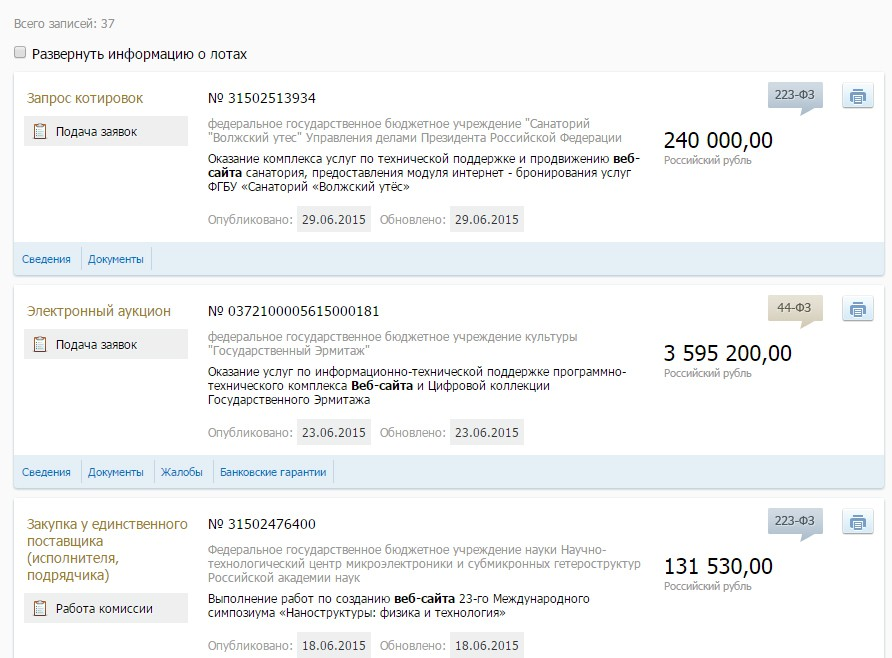 Всего записей: 37
Развернуть информацию о лотах
Запрос котировок
Подача заявок
№ 31502513934
федеральное государственное бюджетное учреждение "Санаторий
"Волжский утес" Управления делами Президента Российской Федерации
Оказание комплекса услуг по технической поддержке и продвижению веб-
сайта санатория, предоставления модуля интернет - бронирования услуг
ФГБУ «Санаторий «Волжский утёс»
Опубликовано: 29.06.2015 Обновлено: 29.06.2015
223-ФЗ
240 000,00
Российский рубль
Сведения Документы
Электронный аукцион
Подача заявок
№ 0372100005615000181
федеральное государственное бюджетное учреждение культуры
"Государственный Эрмитаж"
Оказание услуг по информационно-технической поддержке программно-
технического комплекса Веб-сайта и Цифровой коллекции
Государственного Эрмитажа
Опубликовано: 23.06.2015 Обновлено: 23.06.2015
44-ФЗ
3 595 200,00
Российский рубль
Сведения Документы Жалобы Банковские гарантии
Закупка у единственного
поставщика
(исполнителя,
подрядчика)
Работа комиссии
№ 31502476400
Федеральное государственное бюджетное учреждение науки Научно-
технологический центр микроэлектроники и субмикронных гетероструктур
Российской академии наук
Выполнение работ по созданию веб-сайта 23-го Международного
симпозиума «Наноструктуры: физика и технология»
Опубликовано: 18.06.2015 Обновлено: 18.06.2015
223-ФЗ
131 530,00
Российский рубль